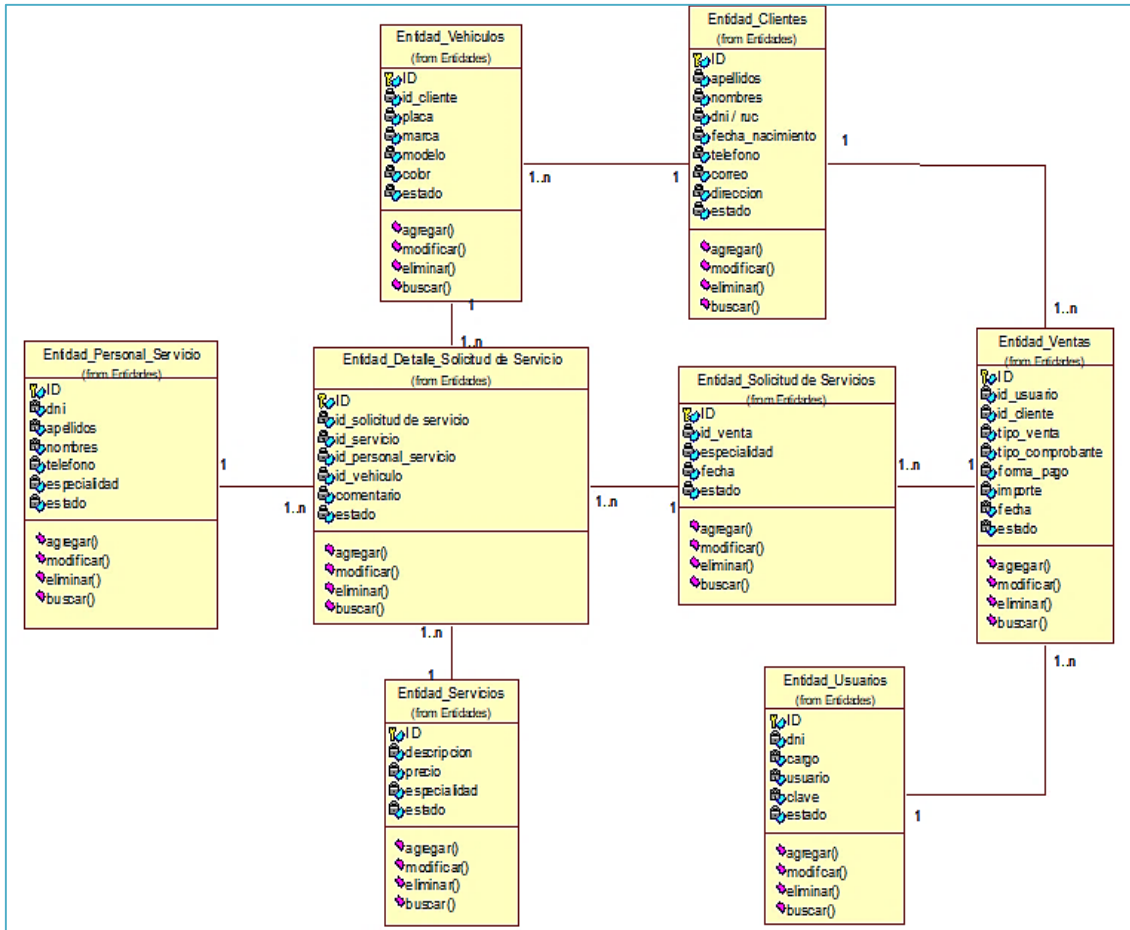 Entidad_Vehiculos
(from Entidades)
ID
id_cliente
placa
marca
modelo
color
estado
agregar()
modificar()
eliminar()
buscar()
Entidad_Clientes
(from Entidades)
ID
apellidos
nombres
dni / ruc
fecha_nacimiento
telefono
correo
direccion
estado
agregar()
modificar()
eliminar()
buscar()
1..n
1
1
1..n
1
1..n
Entidad_Personal_Servicio
(from Entidades)
ID
dni
apellidos
nombres
telefono
especialidad
estado
agregar()
modificar()
eliminar()
buscar()
1
1..n
Entidad_Detalle_Solicitud de Servicio
(from Entidades)
ID
id_solicitud de servicio
id_servicio
id_personal_servicio
id_vehiculo
comentario
estado
agregar()
modificar()
eliminar()
buscar()
1..n
1
Entidad_Solicitud de Servicios
(from Entidades)
ID
id_venta
especialidad
fecha
estado
agregar()
modificar()
eliminar()
buscar()
1..n
1
Entidad_Ventas
(from Entidades)
ID
id_usuario
id_cliente
tipo_venta
tipo_comprobante
forma_pago
importe
fecha
estado
agregar()
modificar()
eliminar()
buscar()
1..n
1
1..n
1
Entidad_Servicios
(from Entidades)
ID
descripcion
precio
especialidad
estado
agregar()
modificar()
eliminar()
buscar()
Entidad_Usuarios
(from Entidades)
ID
dni
cargo
usuario
clave
estado
agregar()
modifcar()
eliminar()
buscar()